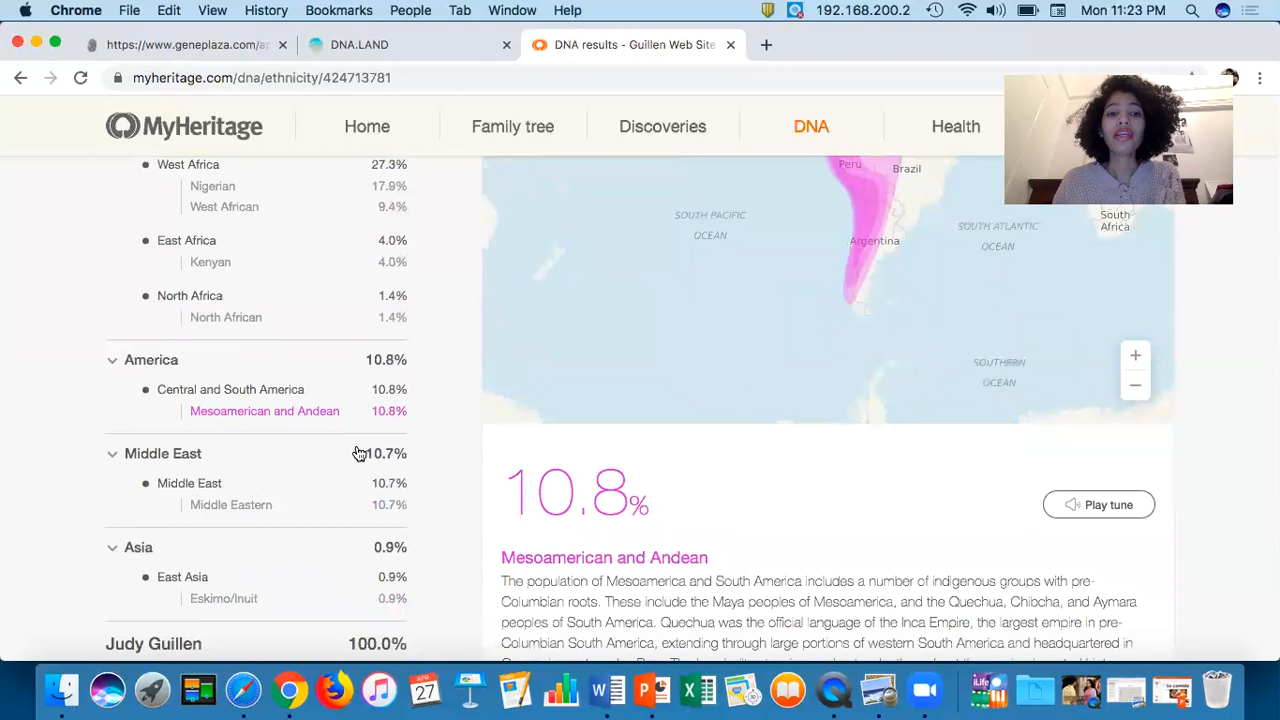 Chrome File Edit View History Bookmarks People Tab Window Help 192.168.200.2 Mon 11:23 PM
https://www.geneplaza.com/ap DNA.LAND DNA results - Guillen Web Site
myheritage.com/dna/ethnicity/424713781
MyHeritage Home Family tree Discoveries DNA Health
West Africa 27.3%
Nigerian 17.9%
West African 9.4%
East Africa 4.0%
Kenyan 4.0%
North Africa 1.4%
North African 1.4%
America 10.8%
Central and South America 10.8%
Mesoamerican and Andean 10.8%
Middle East 10.7%
Middle East 10.7%
Middle Eastern 10.7%
Asia 0.9%
East Asia 0.9%
Eskimo/Inuit 0.9%
Judy Guillen 100.0%
Peru
Brazil
SOUTH PACIFIC
OCEAN
Argentina
SOUTH ATLANTIC
OCEAN
South
Africa
SOUTHERN
OCEAN
+
−
10.8%
Play tune
Mesoamerican and Andean
The population of Mesoamerica and South America includes a number of indigenous groups with pre-
Columbian roots. These include the Maya peoples of Mesoamerica, and the Quechua, Chibcha, and Aymara
peoples of South America. Quechua was the official language of the Inca Empire, the largest empire in pre-
Columbian South America, extending through large portions of western South America and headquartered in
APR
27